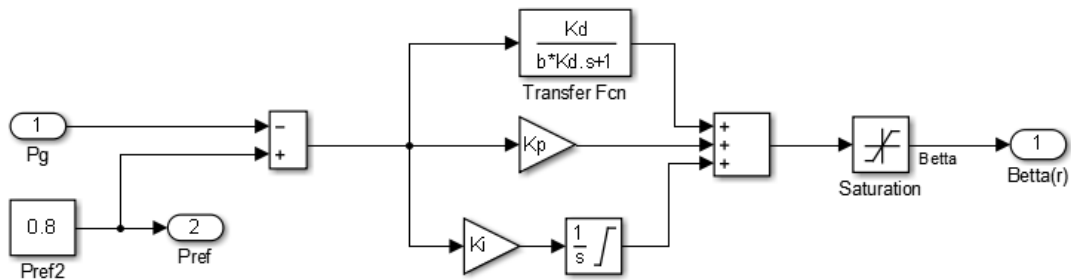 Kd
b*Kd.s+1
Transfer Fcn
1
Pg
−
+
Kp
+
+
+
Saturation
Betta
1
Betta(r)
0.8
Pref2
2
Pref
Ki
1
s